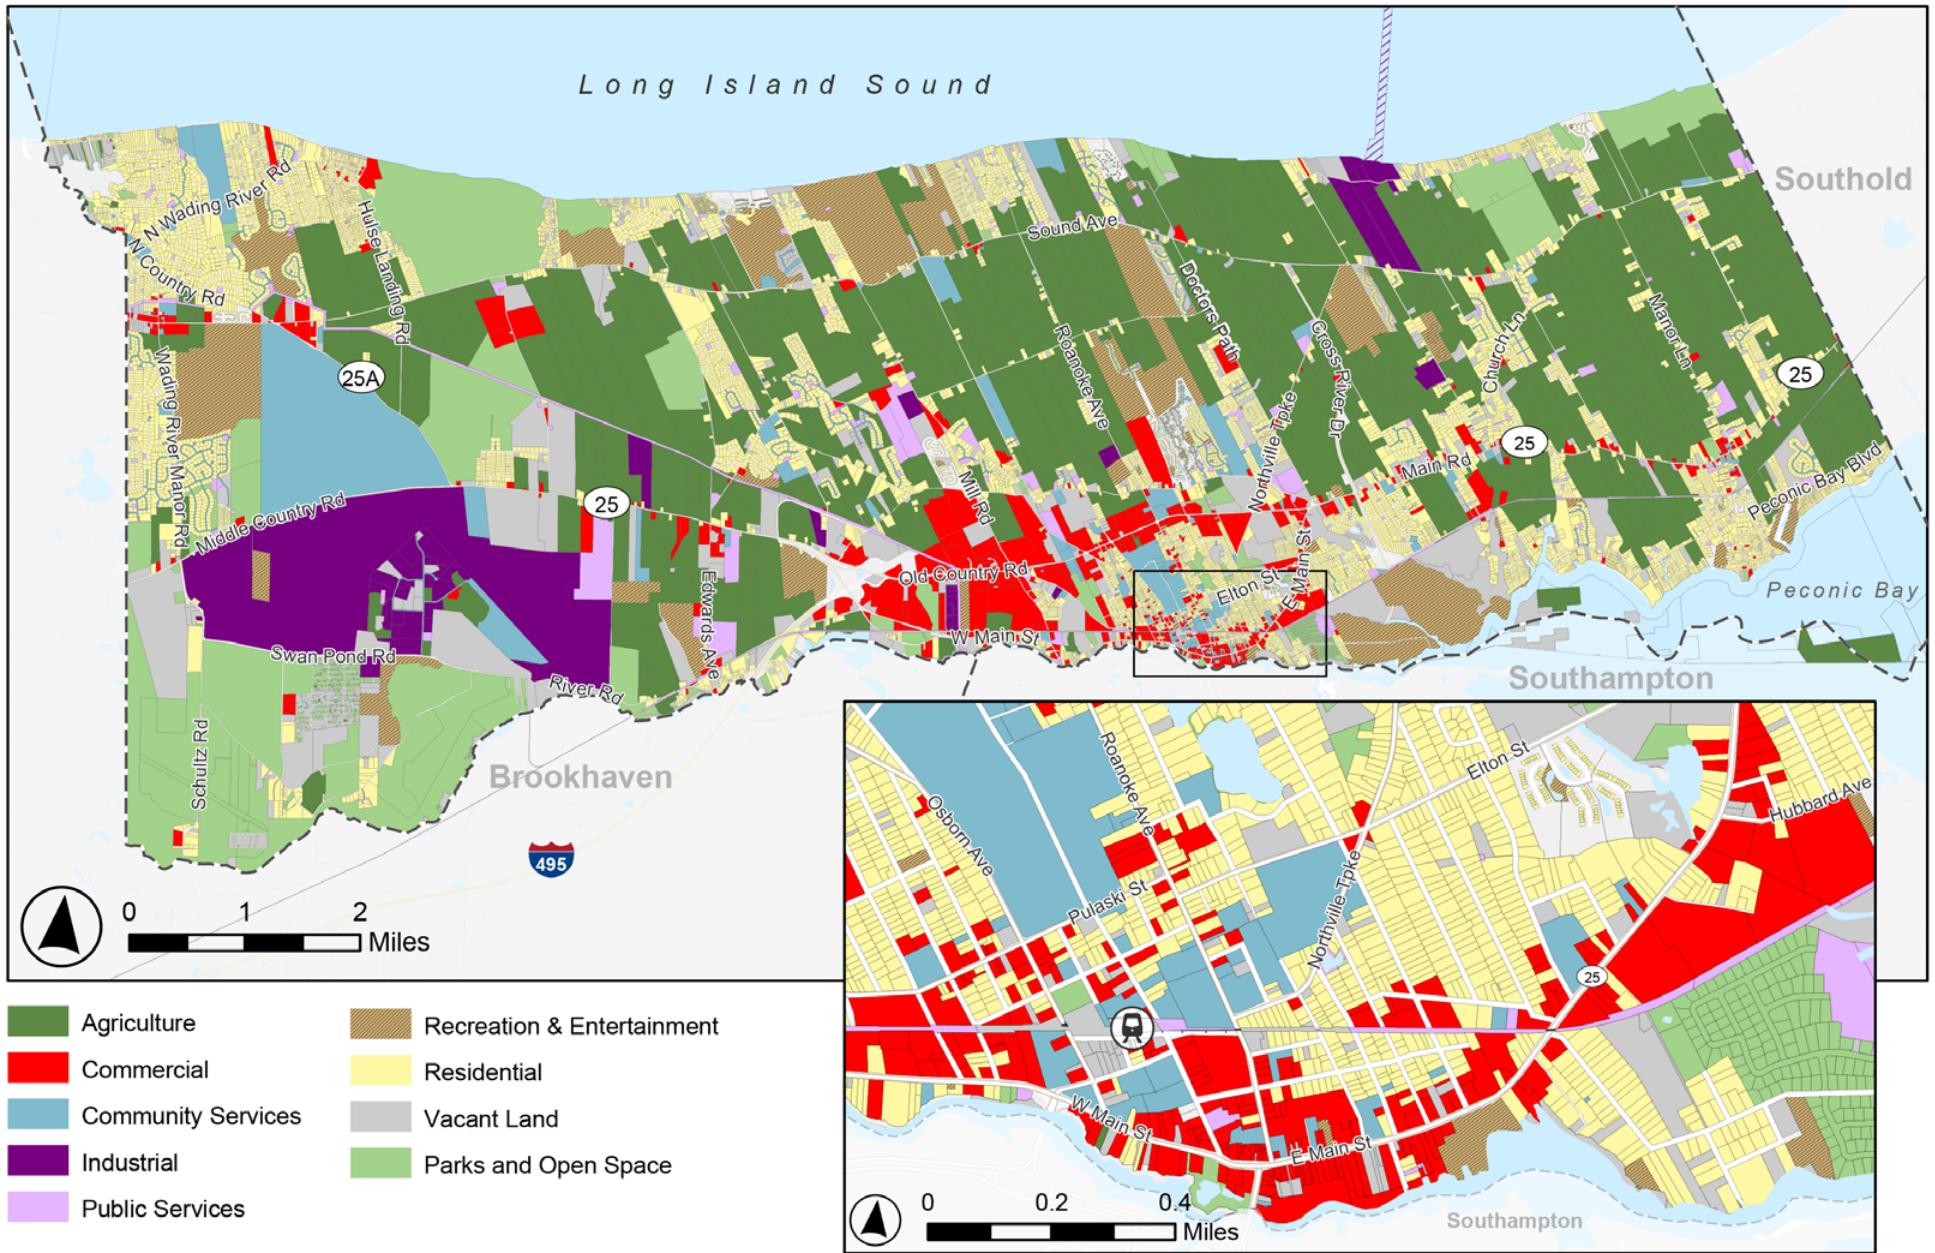 Long Island Sound
Southold
N Wading River Rd
Hulse Landing Rd
N Country Rd
Sound Ave
Doctors Path
Cross River Dr
Roanoke Ave
Church Ln
Manor Ln
25A
25
25
Wading River Manor Rd
Northville Tpke
Main Rd
Mill Rd
25
Middle Country Rd
Peconic Bay Blvd
Old Country Rd
Elton St
E Main St
Edwards Ave
W Main St
Peconic Bay
Swan Pond Rd
River Rd
Southampton
Schultz Rd
Brookhaven
495
0 1 2
Miles
Roanoke Ave
Elton St
Osborn Ave
Hubbard Ave
Pulaski St
Northville Tpke
25
W Main St
E Main St
0 0.2 0.4
Miles
Southampton
Agriculture
Commercial
Community Services
Industrial
Public Services
Recreation & Entertainment
Residential
Vacant Land
Parks and Open Space